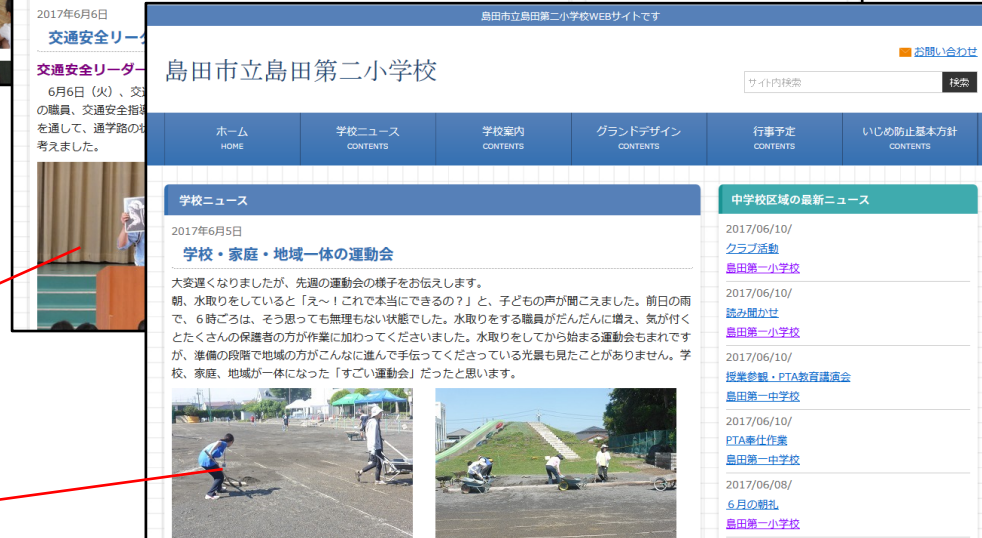 2017年6月6日
交通安全リー
交通安全リーダー
6月6日（火）、交
の職員、交通安全指導
を通して、通学路の
考えました。
島田市立島田第二小学校WEBサイトです
島田市立島田第二小学校
お問い合わせ
サイト内検索
検索
ホーム
HOME
学校ニュース
CONTENTS
学校案内
CONTENTS
グランドデザイン
CONTENTS
行事予定
CONTENTS
いじめ防止基本方針
CONTENTS
学校ニュース
2017年6月5日
学校・家庭・地域一体の運動会
大変遅くなりましたが、先週の運動会の様子をお伝えします。
朝、水取りをしていると「え～！これで本当にできるの？」と、子どもの声が聞こえました。前日の雨
で、６時ごろは、そう思っても無理もない状態でした。水取りをする職員がだんだんに増え、気が付く
とたくさんの保護者の方が作業に加わってくださいました。水取りをしてから始まる運動会もまれです
が、準備の段階で地域の方がこんなに進んで手伝ってくださっている光景も見たことがありません。学
校、家庭、地域が一体になった「すごい運動会」だったと思います。
中学校区域の最新ニュース
2017/06/10/
クラブ活動
島田第一小学校
2017/06/10/
読み聞かせ
島田第一小学校
2017/06/10/
授業参観・PTA教育講演会
島田第一中学校
2017/06/10/
PTA奉仕作業
島田第一中学校
2017/06/08/
６月の朝礼
島田第一小学校